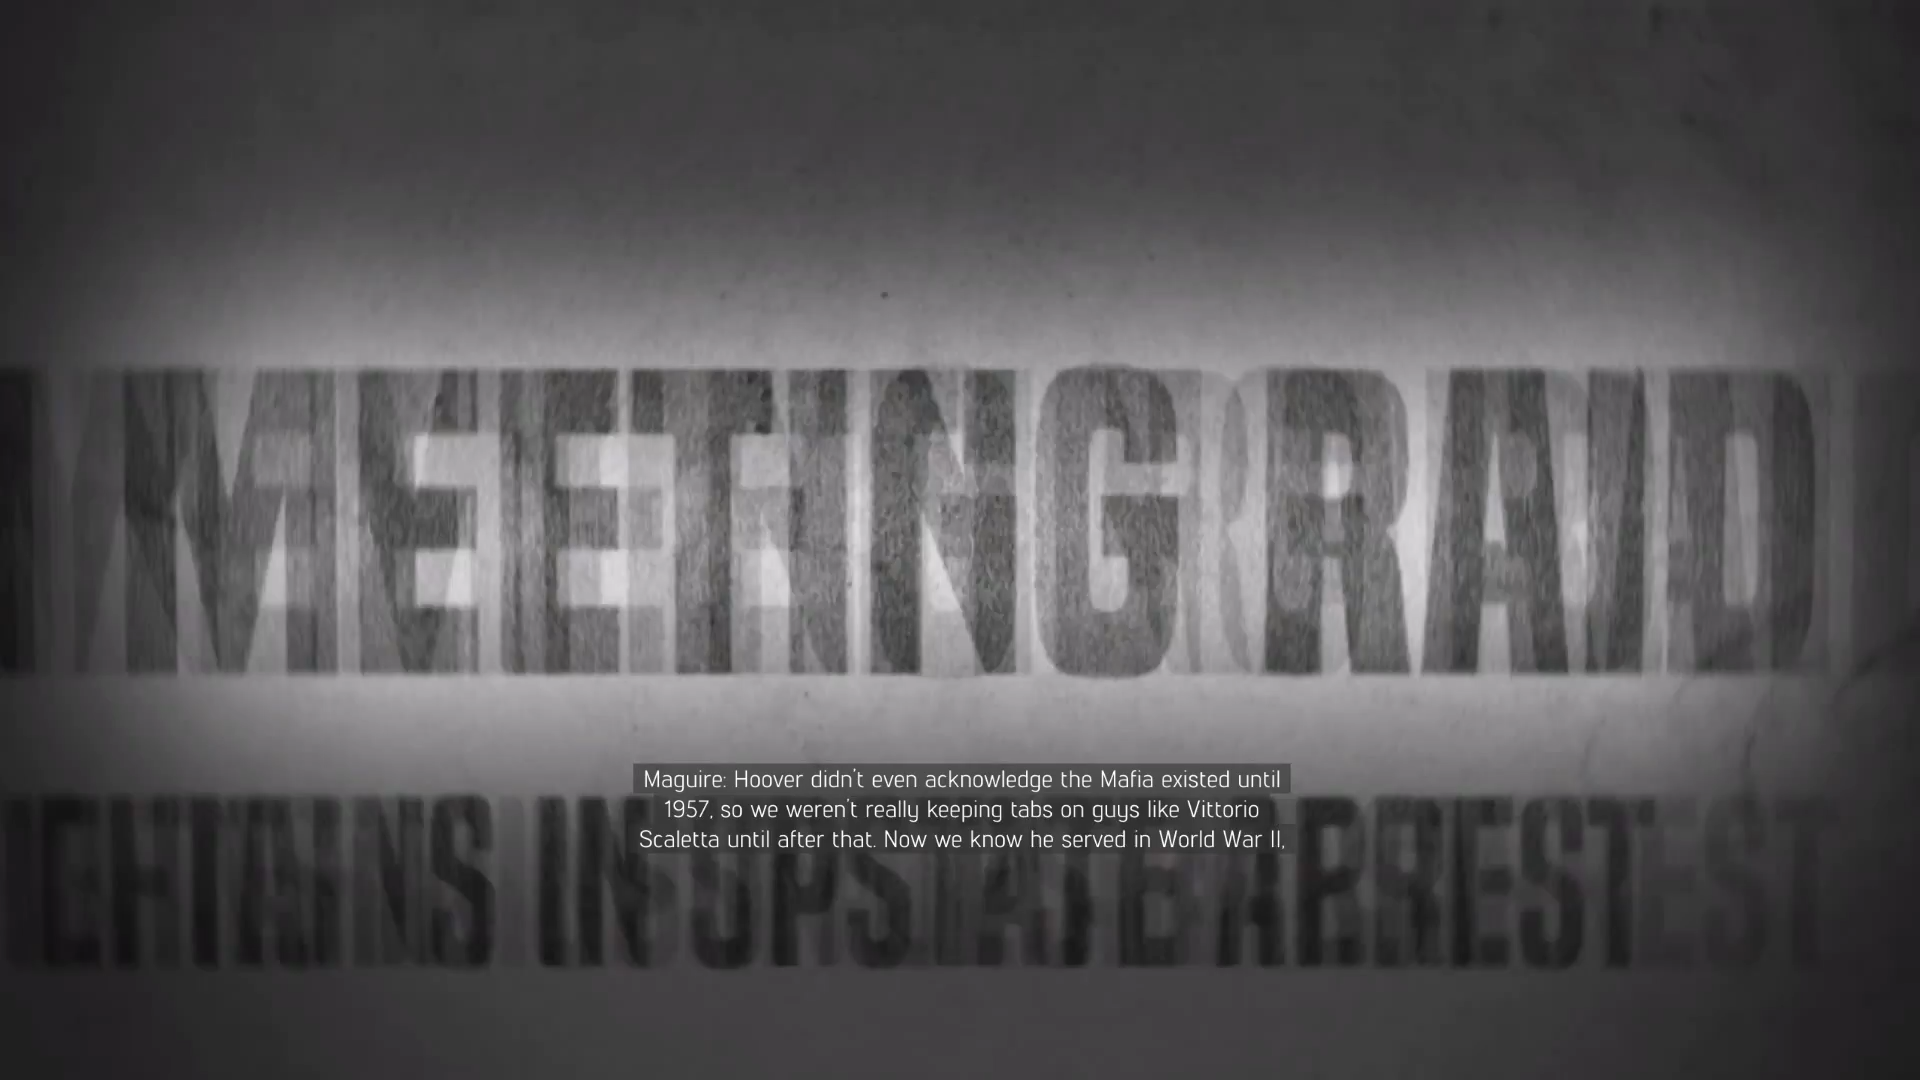 MEETING RAID
Maguire: Hoover didn't even acknowledge the Mafia existed until
1957, so we weren't really keeping tabs on guys like Vittorio
Scaletta until after that. Now we know he served in World War II,
IN UPSTATE ARREST